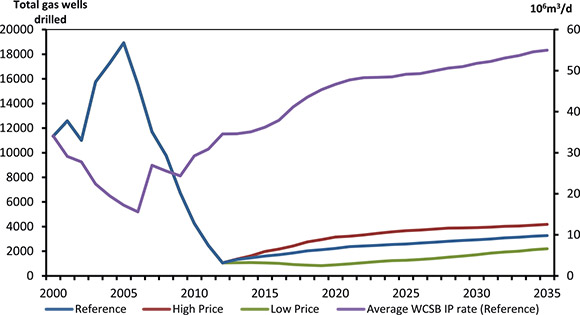 Total gas wells drilled
10⁶m³/d
20000 60
18000
16000 50
14000
12000 40
10000 30
8000
6000 20
4000 10
2000
0 0
2000 2005 2010 2015 2020 2025 2030 2035
Reference High Price Low Price Average WCSB IP rate (Reference)